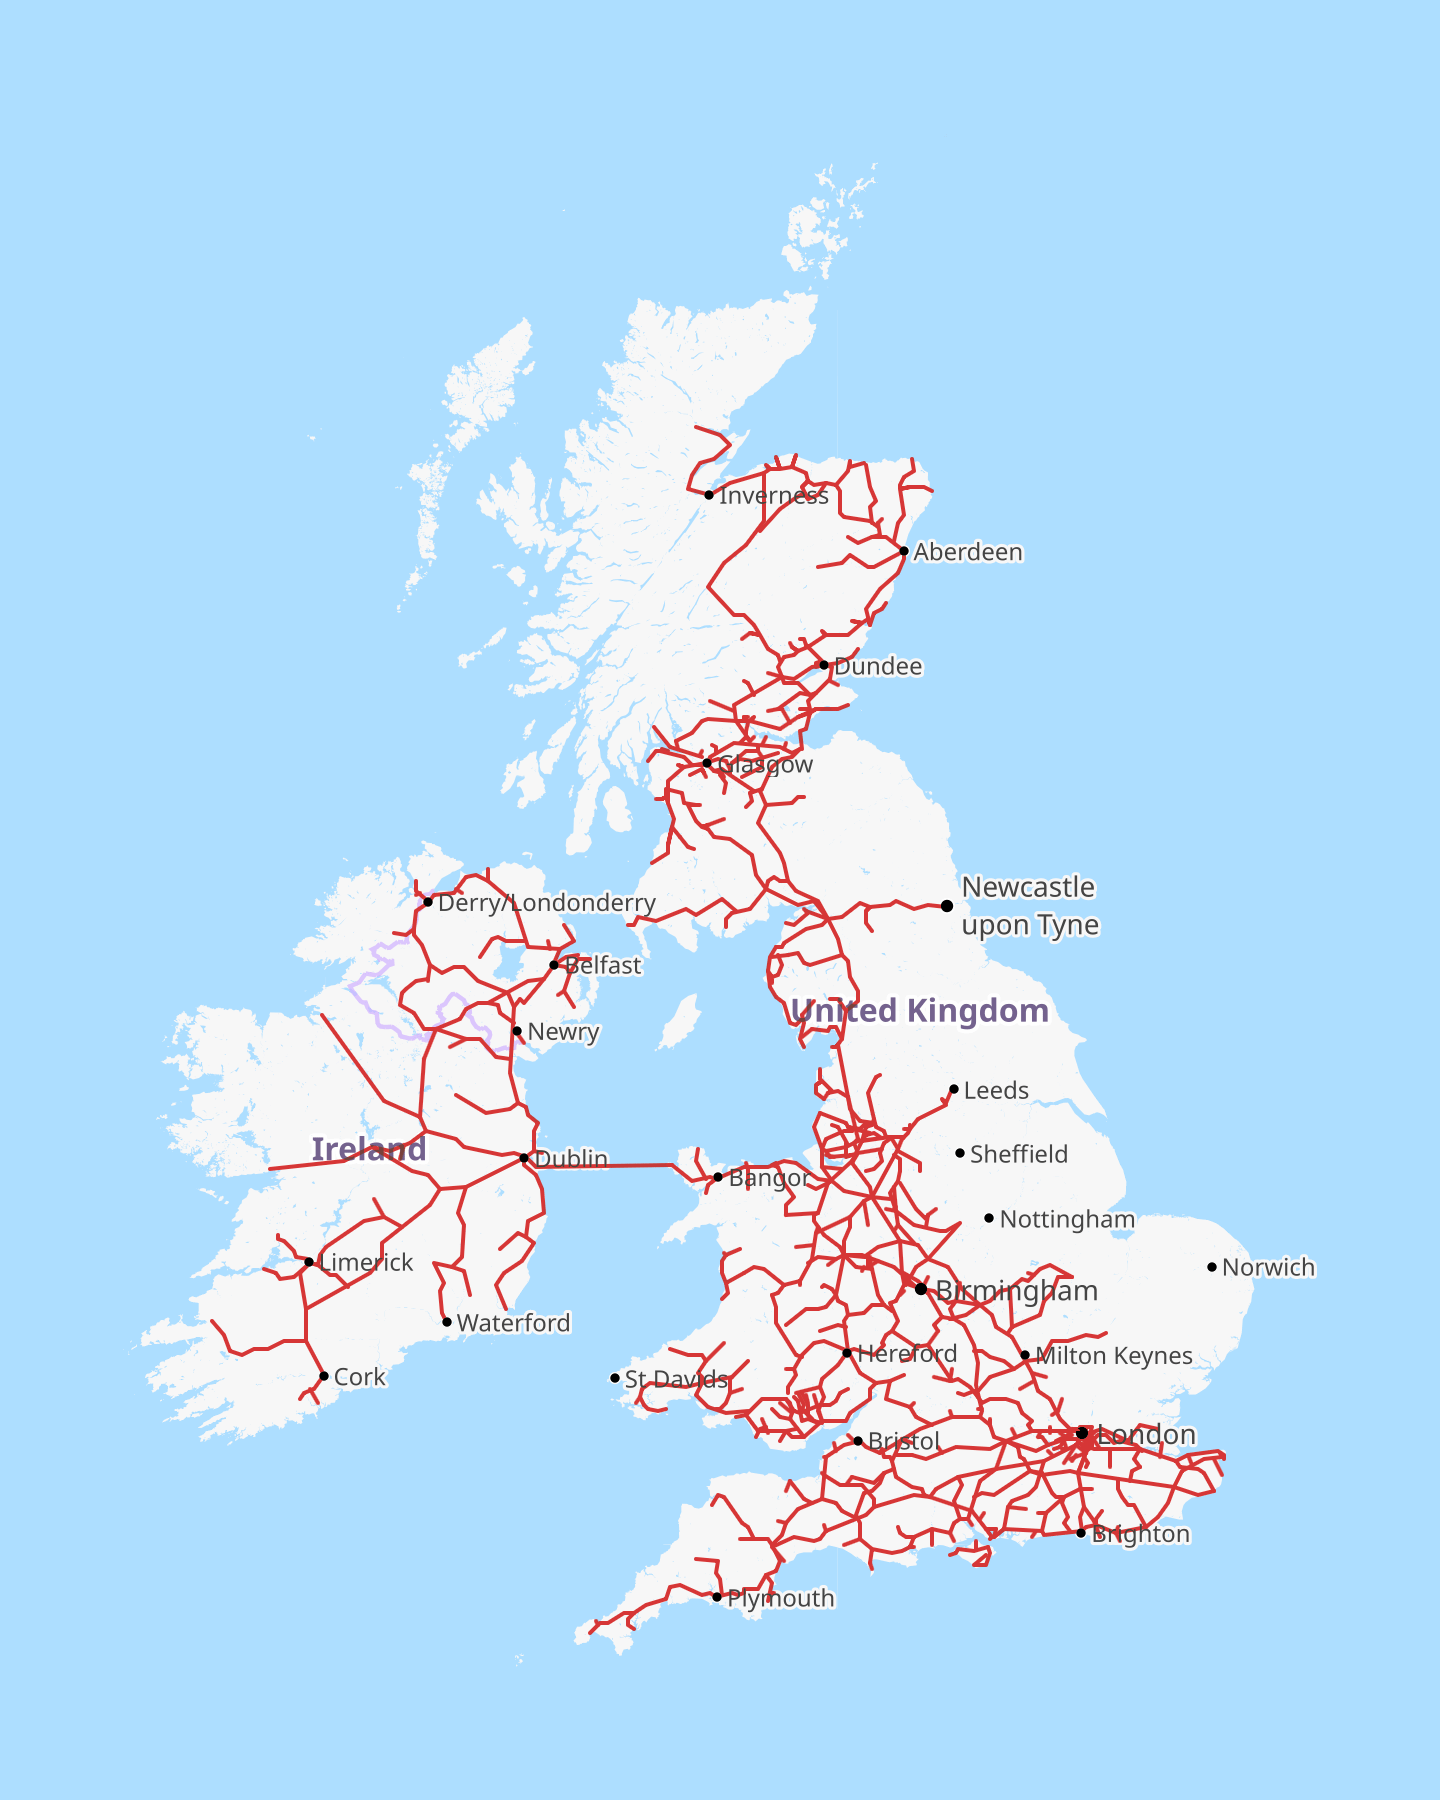 Inverness
Aberdeen
Dundee
Glasgow
Newcastle
upon Tyne
Derry/Londonderry
Belfast
United Kingdom
Newry
Leeds
Ireland
Dublin
Sheffield
Bangor
Nottingham
Limerick
Norwich
Birmingham
Waterford
Hereford
Milton Keynes
Cork
St Davids
London
Bristol
Brighton
Plymouth